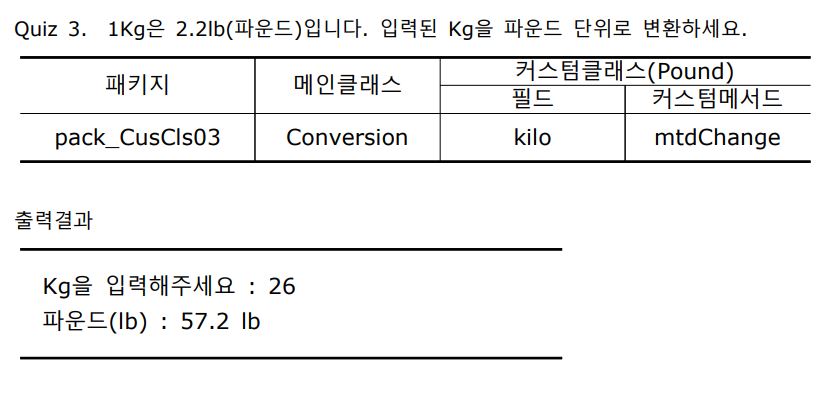 Quiz 3. 1Kg은 2.2lb(파운드)입니다. 입력된 Kg을 파운드 단위로 변환하세요.
패키지 메인클래스 커스텀클래스(Pound)
필드 커스텀메서드
pack_CusCls03 Conversion kilo mtdChange
출력결과
Kg을 입력해주세요 : 26
파운드(lb) : 57.2 lb